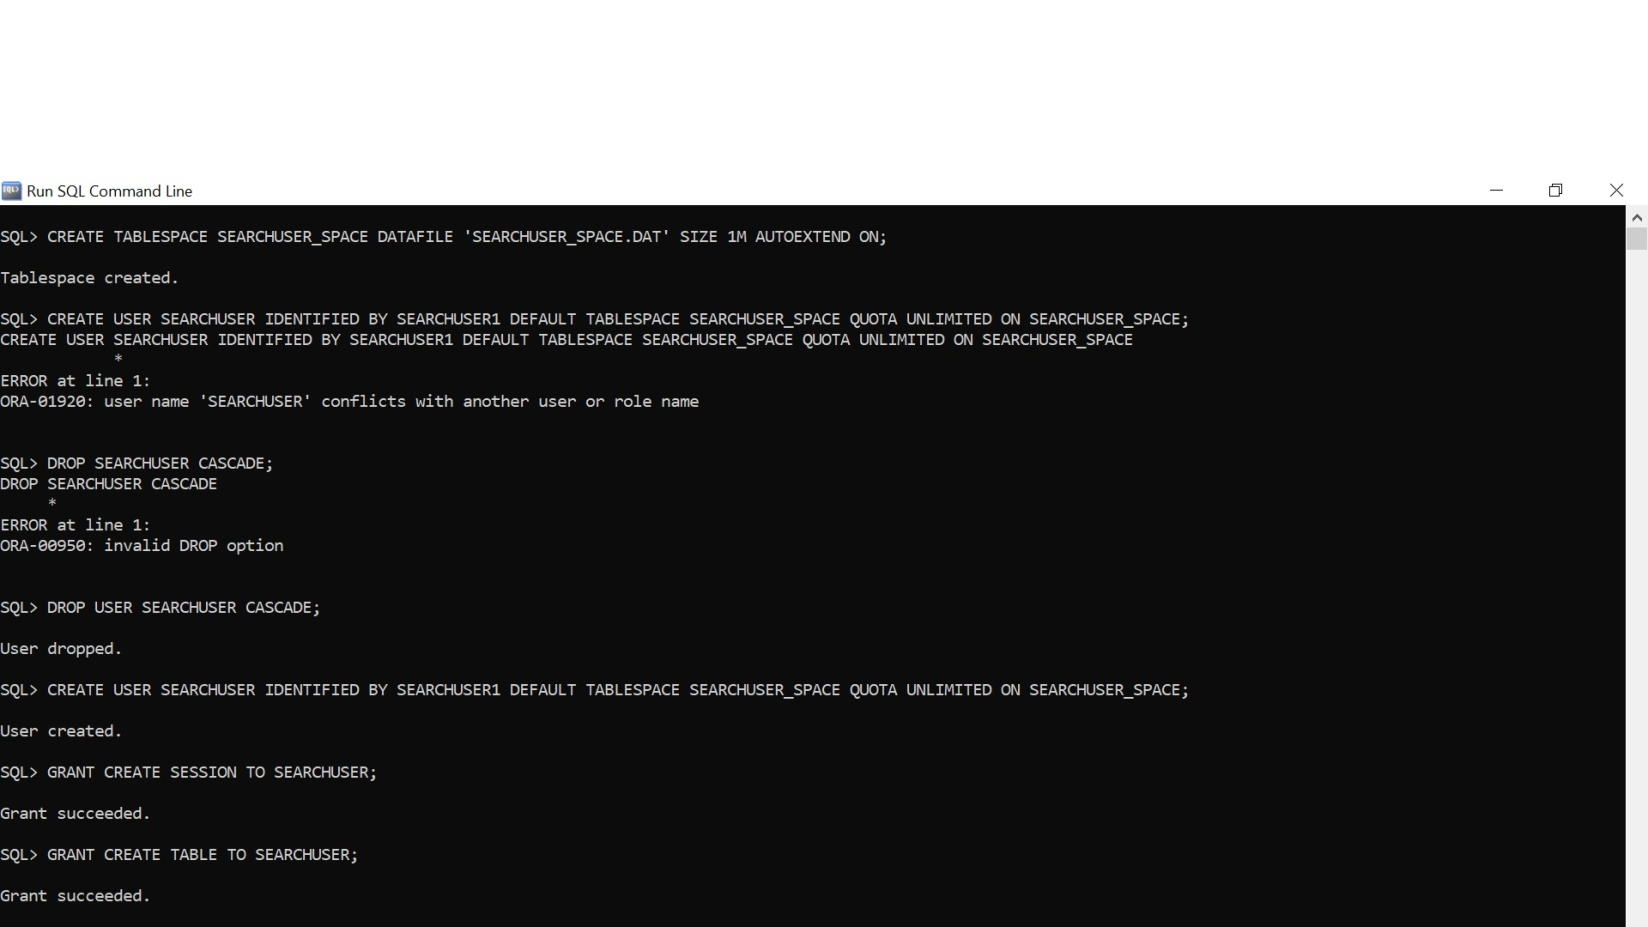 Run SQL Command Line
SQL> CREATE TABLESPACE SEARCHUSER_SPACE DATAFILE 'SEARCHUSER_SPACE.DAT' SIZE 1M AUTOEXTEND ON;
Tablespace created.
SQL> CREATE USER SEARCHUSER IDENTIFIED BY SEARCHUSER1 DEFAULT TABLESPACE SEARCHUSER_SPACE QUOTA UNLIMITED ON SEARCHUSER_SPACE;
CREATE USER SEARCHUSER IDENTIFIED BY SEARCHUSER1 DEFAULT TABLESPACE SEARCHUSER_SPACE QUOTA UNLIMITED ON SEARCHUSER_SPACE
*
ERROR at line 1:
ORA-01920: user name 'SEARCHUSER' conflicts with another user or role name
SQL> DROP SEARCHUSER CASCADE;
DROP SEARCHUSER CASCADE
*
ERROR at line 1:
ORA-00950: invalid DROP option
SQL> DROP USER SEARCHUSER CASCADE;
User dropped.
SQL> CREATE USER SEARCHUSER IDENTIFIED BY SEARCHUSER1 DEFAULT TABLESPACE SEARCHUSER_SPACE QUOTA UNLIMITED ON SEARCHUSER_SPACE;
User created.
SQL> GRANT CREATE SESSION TO SEARCHUSER;
Grant succeeded.
SQL> GRANT CREATE TABLE TO SEARCHUSER;
Grant succeeded.